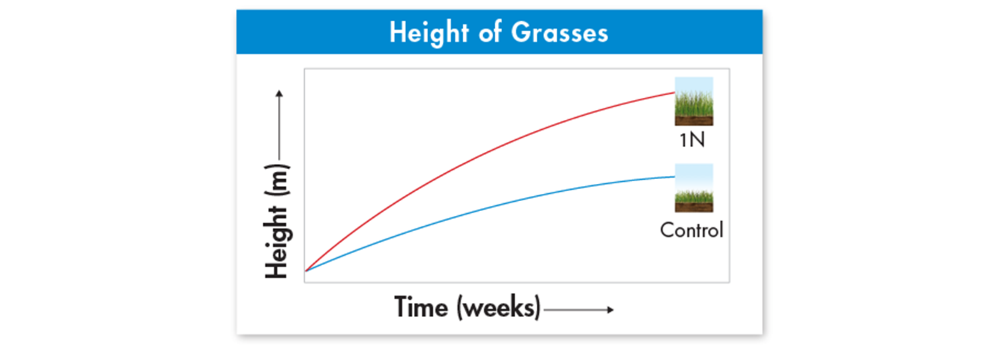 Height of Grasses
Height (m)
1N
Control
Time (weeks)